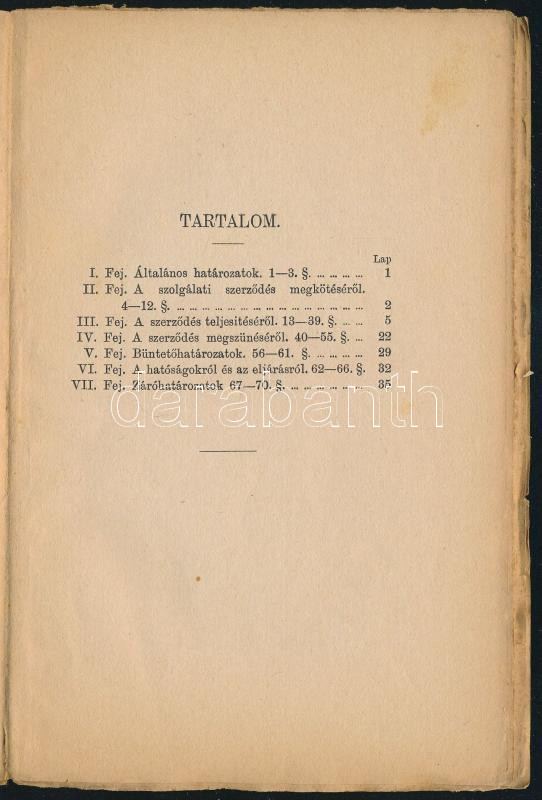 TARTALOM.
Lap
I. Fej. Általános határozatok. 1—3. §. ... ... ... ... 1
II. Fej. A szolgálati szerződés megkötéséről.
4—12. §. ... ... ... ... ... ... ... ... ... ... ... ... 2
III. Fej. A szerződés teljesitéséről. 13—39. §. ... ... 5
IV. Fej. A szerződés megszünéséről. 40—55. §. ... 22
V. Fej. Büntetőhatározatok. 56—61. §. ... ... ... ... 29
VI. Fej. A hatóságokról és az eljárásról. 62—66. §. 32
VII. Fej. Záróhatározatok 67—70. §. ... ... ... ... ... 35
darabanth